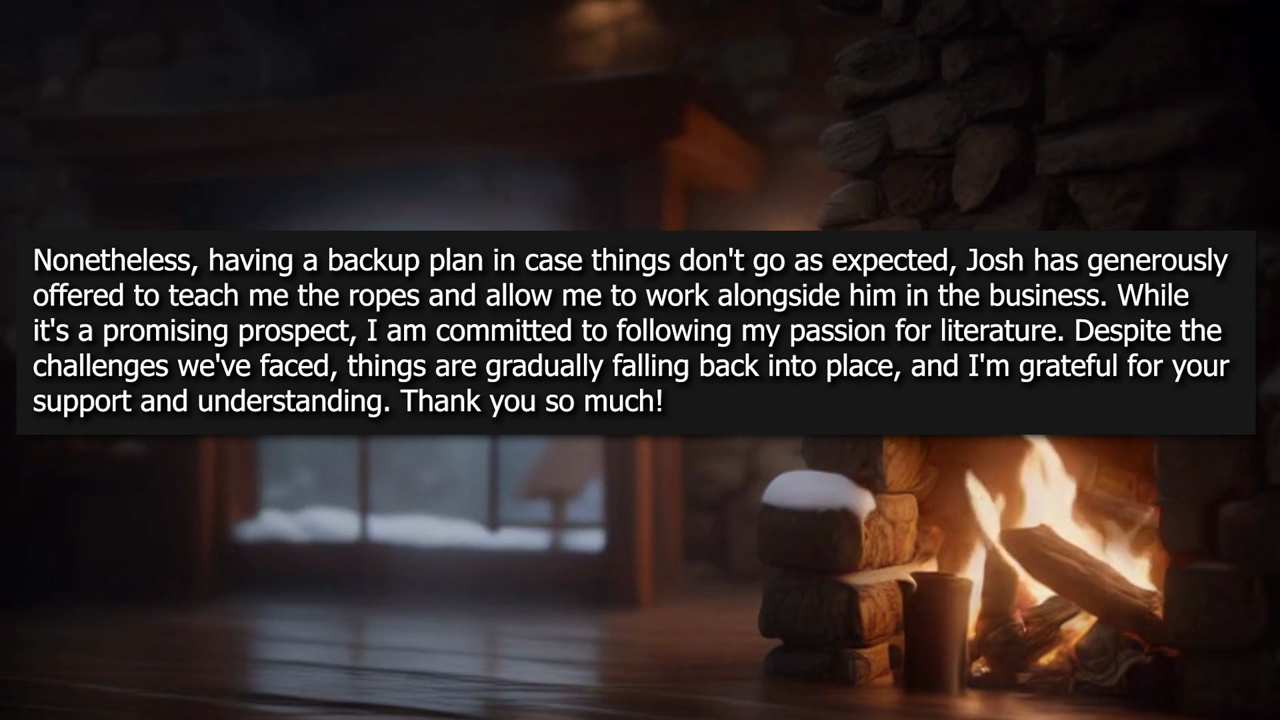 Nonetheless, having a backup plan in case things don't go as expected, Josh has generously
offered to teach me the ropes and allow me to work alongside him in the business. While
it's a promising prospect, I am committed to following my passion for literature. Despite the
challenges we've faced, things are gradually falling back into place, and I'm grateful for your
support and understanding. Thank you so much!